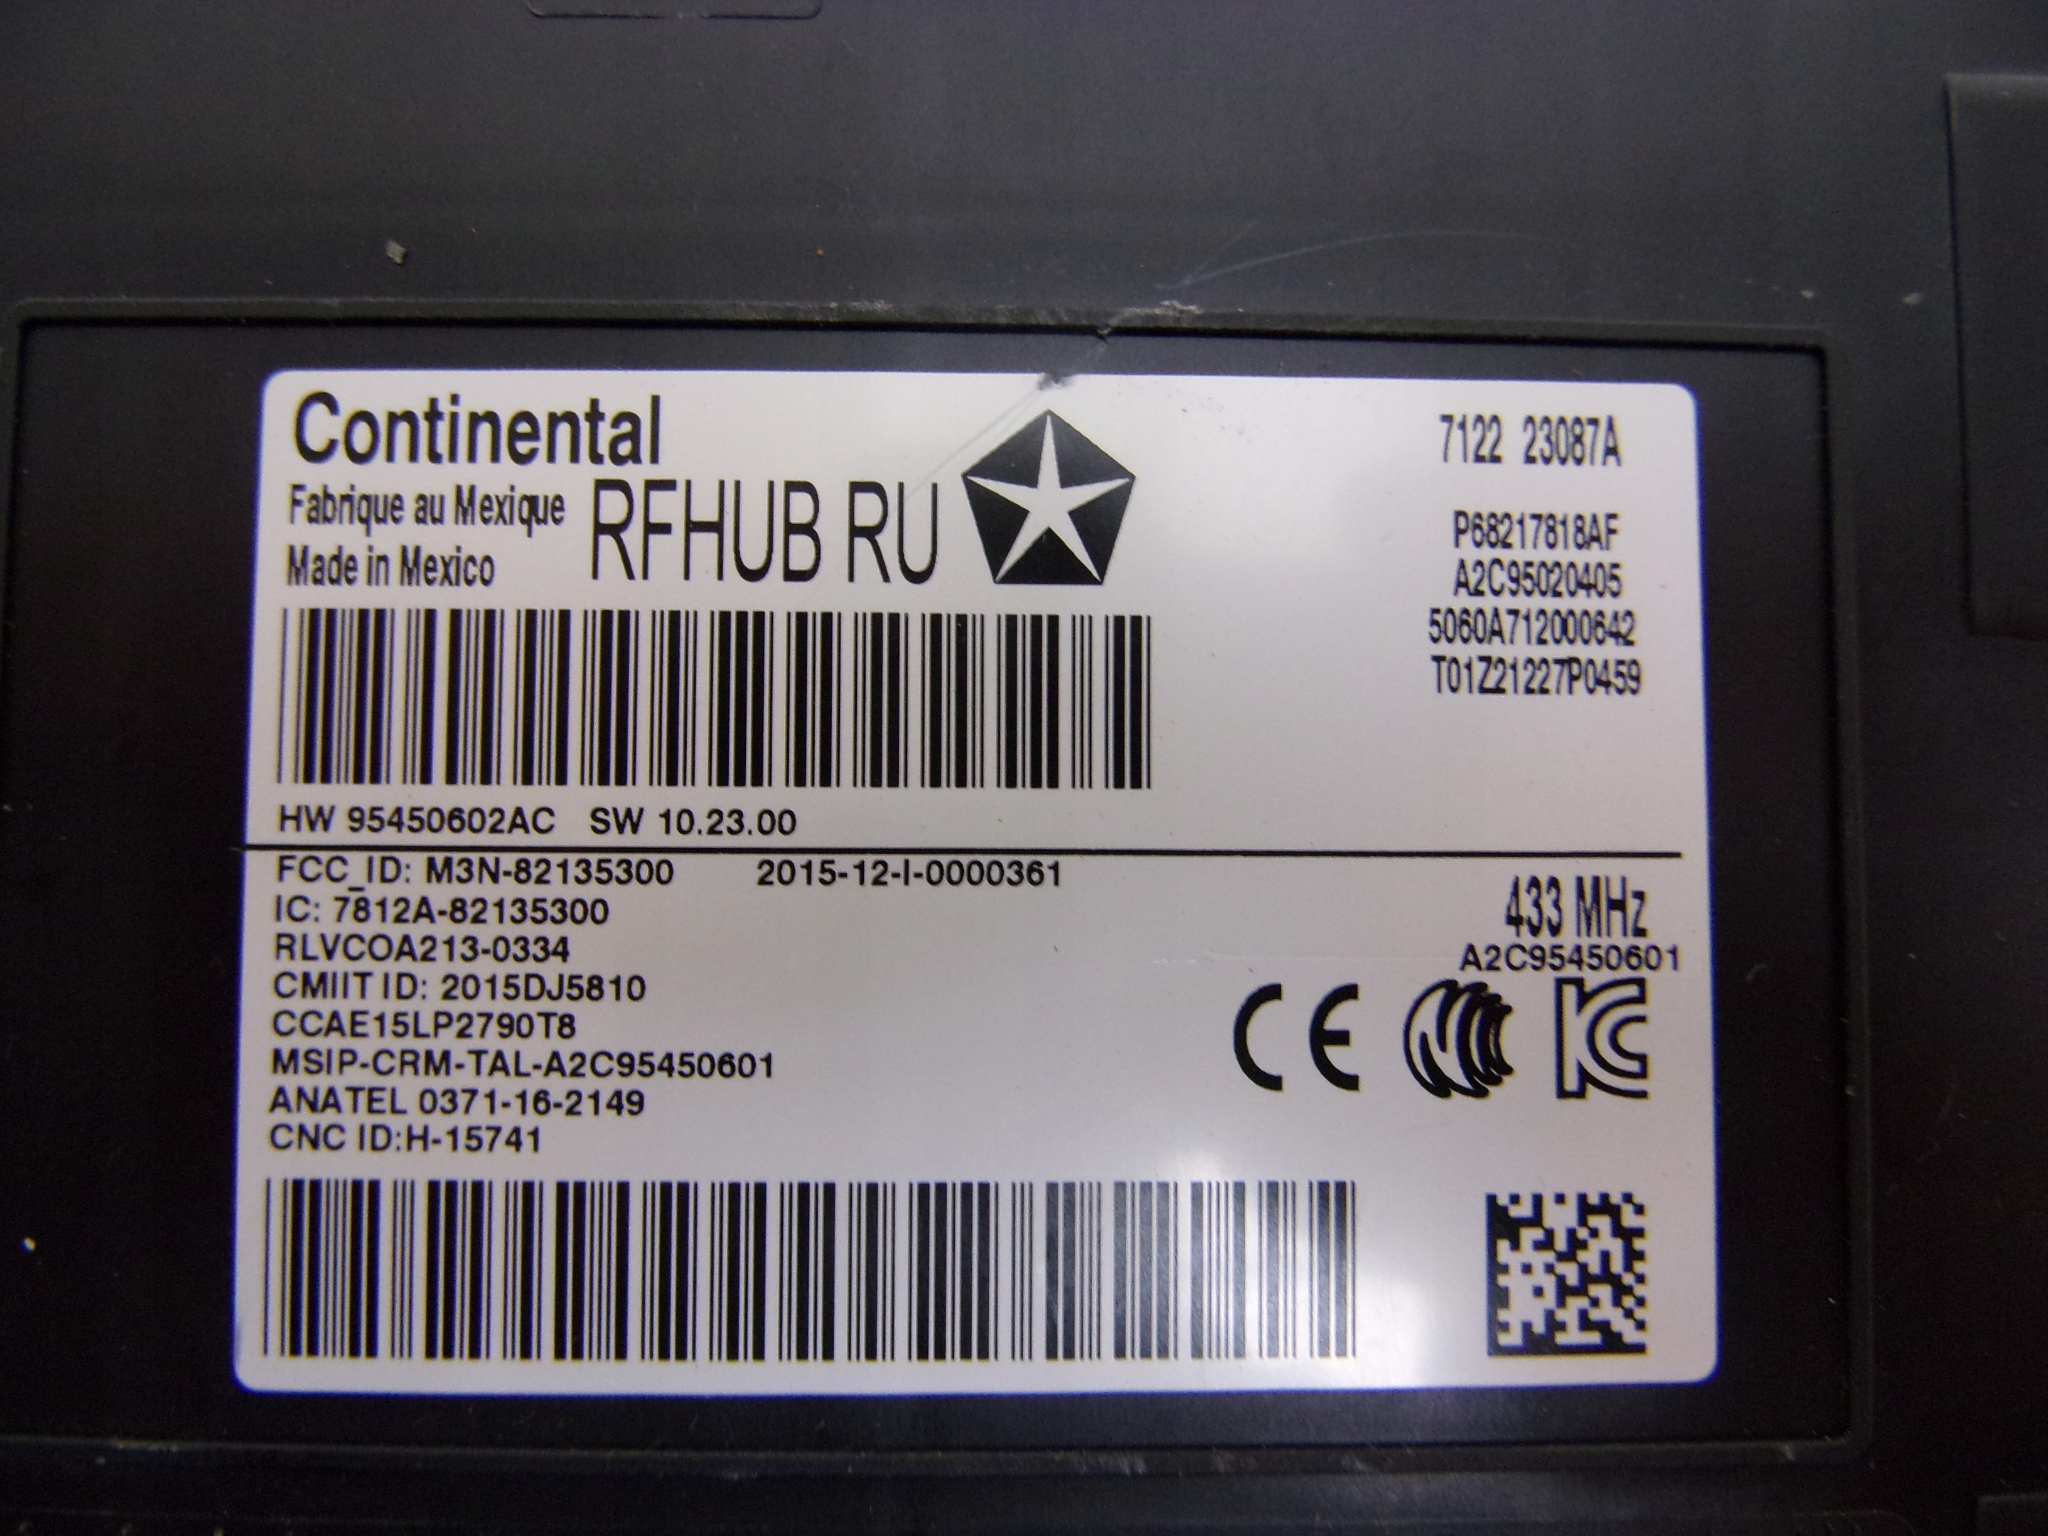 Continental
Fabrique au Mexique
Made in Mexico
RFHUB RU
7122 23087A
P68217818AF
A2C95020405
5060A712000642
T01Z21227P0459
HW 95450602AC SW 10.23.00
FCC_ID: M3N-82135300 2015-12-I-0000361
IC: 7812A-82135300
RLVCOA213-0334
CMIIT ID: 2015DJ5810
CCAE15LP2790T8
MSIP-CRM-TAL-A2C95450601
ANATEL 0371-16-2149
CNC ID:H-15741
433 MHz
A2C95450601
CE